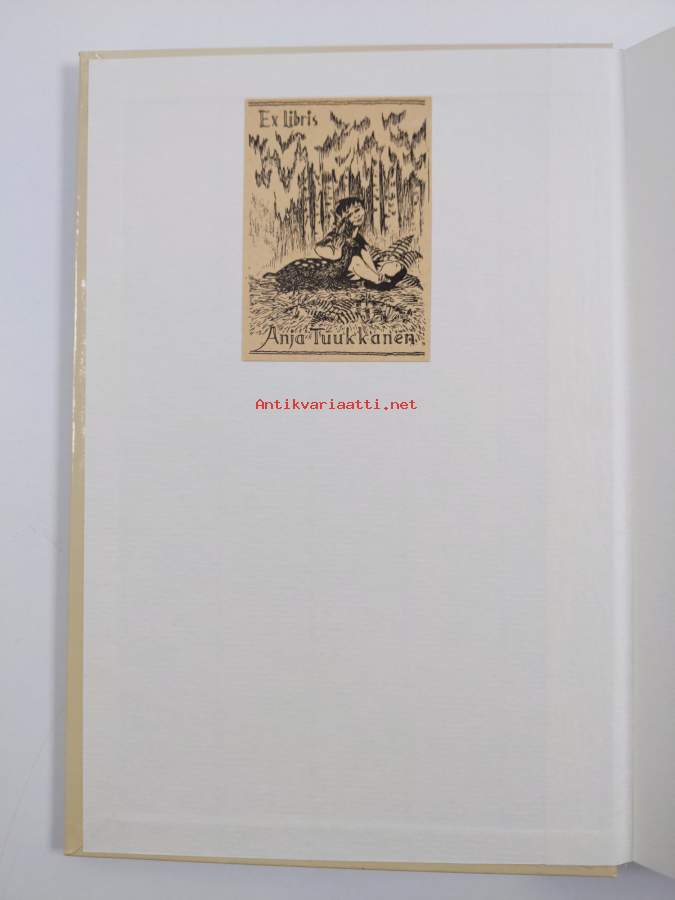 Ex Libris
Anja Tuukkanen
Antikvariaatti.net